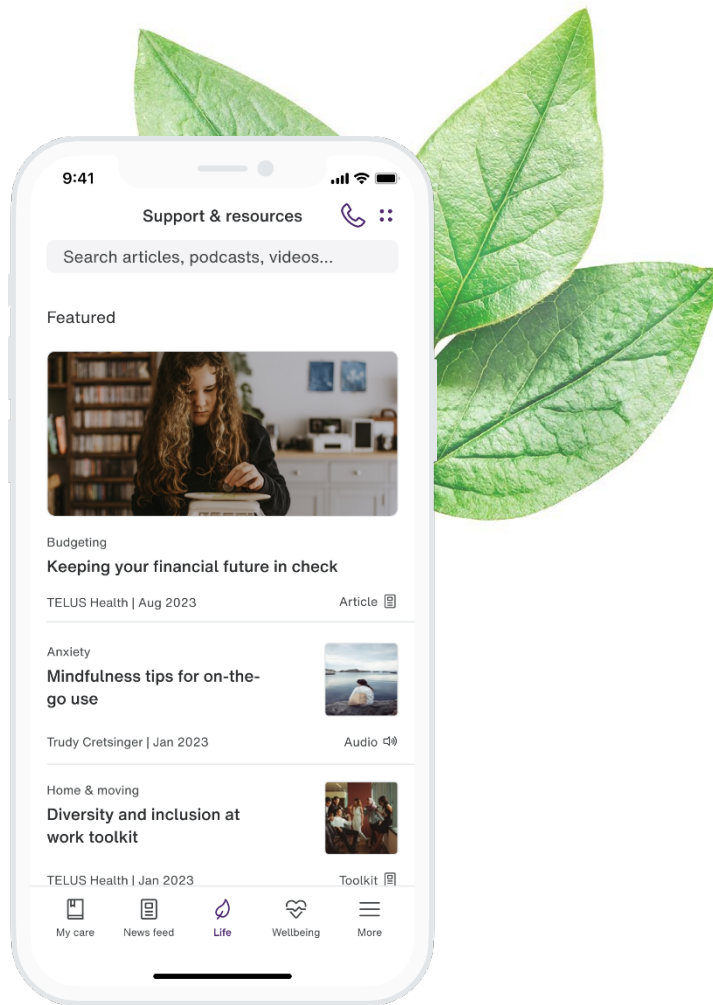 9:41
Support & resources
Search articles, podcasts, videos...
Featured
Budgeting
Keeping your financial future in check
TELUS Health | Aug 2023
Article
Anxiety
Mindfulness tips for on-the-
go use
Trudy Cretsinger | Jan 2023
Audio
Home & moving
Diversity and inclusion at
work toolkit
TELUS Health | Jan 2023
Toolkit
My care
News feed
Life
Wellbeing
More